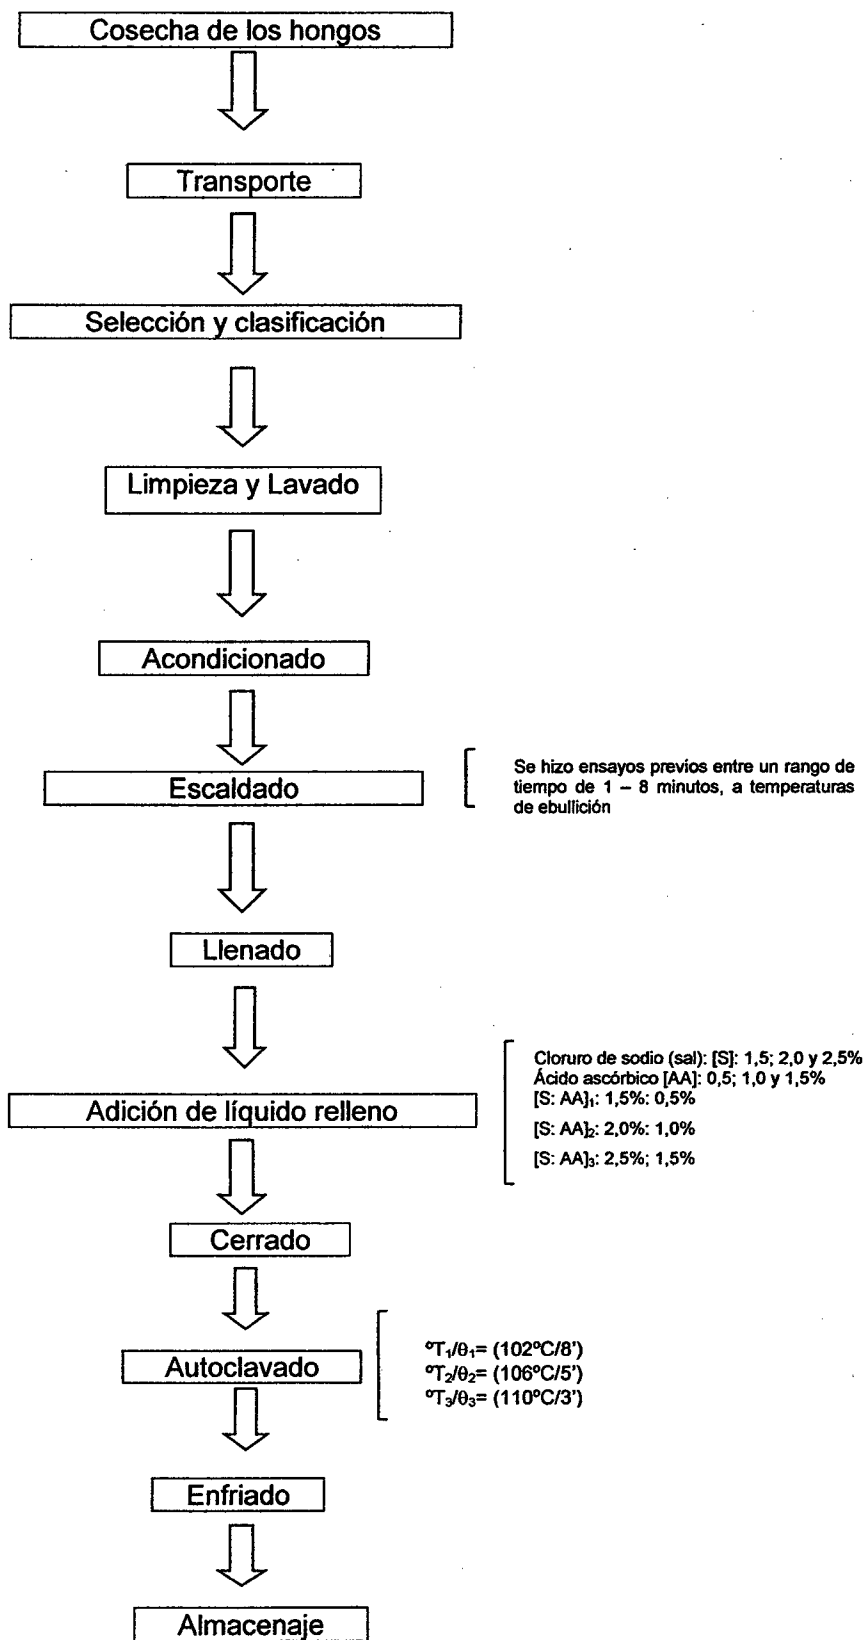 Cosecha de los hongos
Transporte
Selección y clasificación
Limpieza y Lavado
Acondicionado
Escaldado
Se hizo ensayos previos entre un rango de
tiempo de 1 – 8 minutos, a temperaturas
de ebullición
Llenado
Adición de líquido relleno
Cloruro de sodio (sal): [S]: 1,5; 2,0 y 2,5%
Ácido ascórbico [AA]: 0,5; 1,0 y 1,5%
[S: AA]₁: 1,5%: 0,5%
[S: AA]₂: 2,0%: 1,0%
[S: AA]₃: 2,5%; 1,5%
Cerrado
Autoclavado
ºT₁/θ₁= (102ºC/8')
ºT₂/θ₂= (106ºC/5')
ºT₃/θ₃= (110ºC/3')
Enfriado
Almacenaje